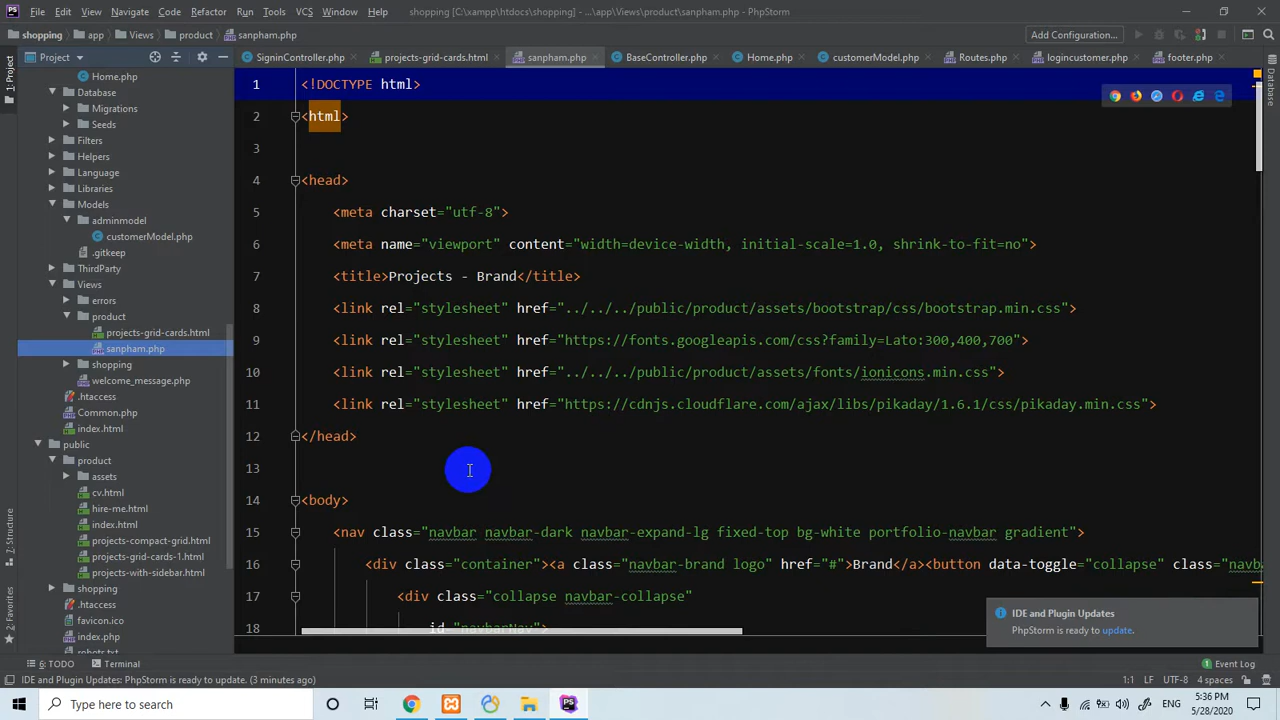 File Edit View Navigate Code Refactor Run Tools VCS Window Help shopping [C:\xampp\htdocs\shopping] - ...\app\Views\product\sanpham.php - PhpStorm
shopping app Views product sanpham.php Add Configuration...
Project SigninController.php projects-grid-cards.html sanpham.php BaseController.php Home.php customerModel.php Routes.php logincustomer.php footer.php
1: Project
7: Structure
2: Favorites
Database
Home.php
Database
Migrations
Seeds
Filters
Helpers
Language
Libraries
Models
adminmodel
customerModel.php
.gitkeep
ThirdParty
Views
errors
product
projects-grid-cards.html
sanpham.php
shopping
welcome_message.php
.htaccess
Common.php
index.html
public
product
assets
cv.html
hire-me.html
index.html
projects-compact-grid.html
projects-grid-cards-1.html
projects-with-sidebar.html
shopping
.htaccess
favicon.ico
index.php
robots.txt
1 <!DOCTYPE html>
2 <html>
3
4 <head>
5 <meta charset="utf-8">
6 <meta name="viewport" content="width=device-width, initial-scale=1.0, shrink-to-fit=no">
7 <title>Projects - Brand</title>
8 <link rel="stylesheet" href="../../../public/product/assets/bootstrap/css/bootstrap.min.css">
9 <link rel="stylesheet" href="https://fonts.googleapis.com/css?family=Lato:300,400,700">
10 <link rel="stylesheet" href="../../../public/product/assets/fonts/ionicons.min.css">
11 <link rel="stylesheet" href="https://cdnjs.cloudflare.com/ajax/libs/pikaday/1.6.1/css/pikaday.min.css">
12 </head>
13
14 <body>
15 <nav class="navbar navbar-dark navbar-expand-lg fixed-top bg-white portfolio-navbar gradient">
16 <div class="container"><a class="navbar-brand logo" href="#">Brand</a><button data-toggle="collapse" class="navb
17 <div class="collapse navbar-collapse"
18 id="navbarNav">
IDE and Plugin Updates
PhpStorm is ready to update.
6: TODO Terminal 1 Event Log
IDE and Plugin Updates: PhpStorm is ready to update. (3 minutes ago) 1:1 LF UTF-8 4 spaces
Type here to search
ENG
5:36 PM
5/28/2020